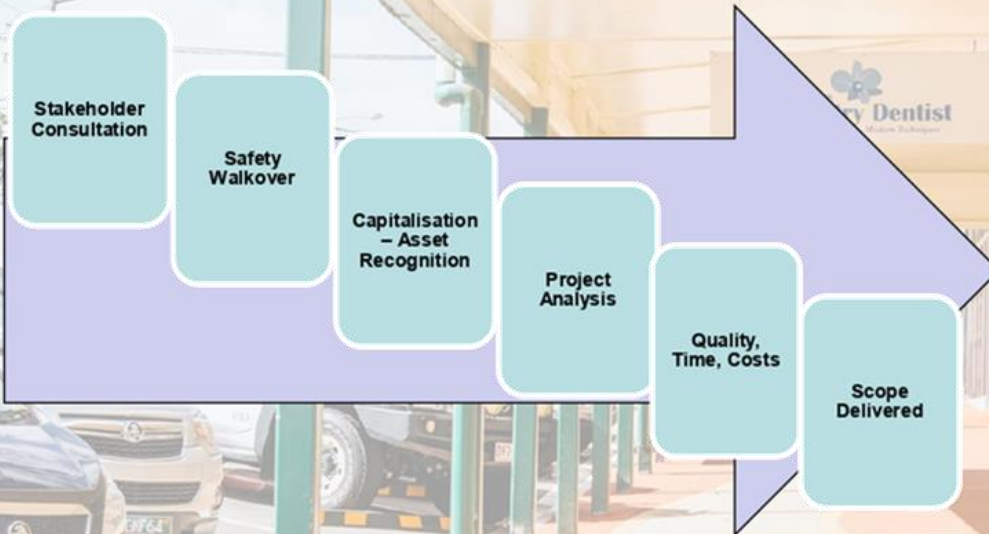 Stakeholder
Consultation
Safety
Walkover
Capitalisation
– Asset
Recognition
Project
Analysis
Quality,
Time, Costs
Scope
Delivered
Dentist